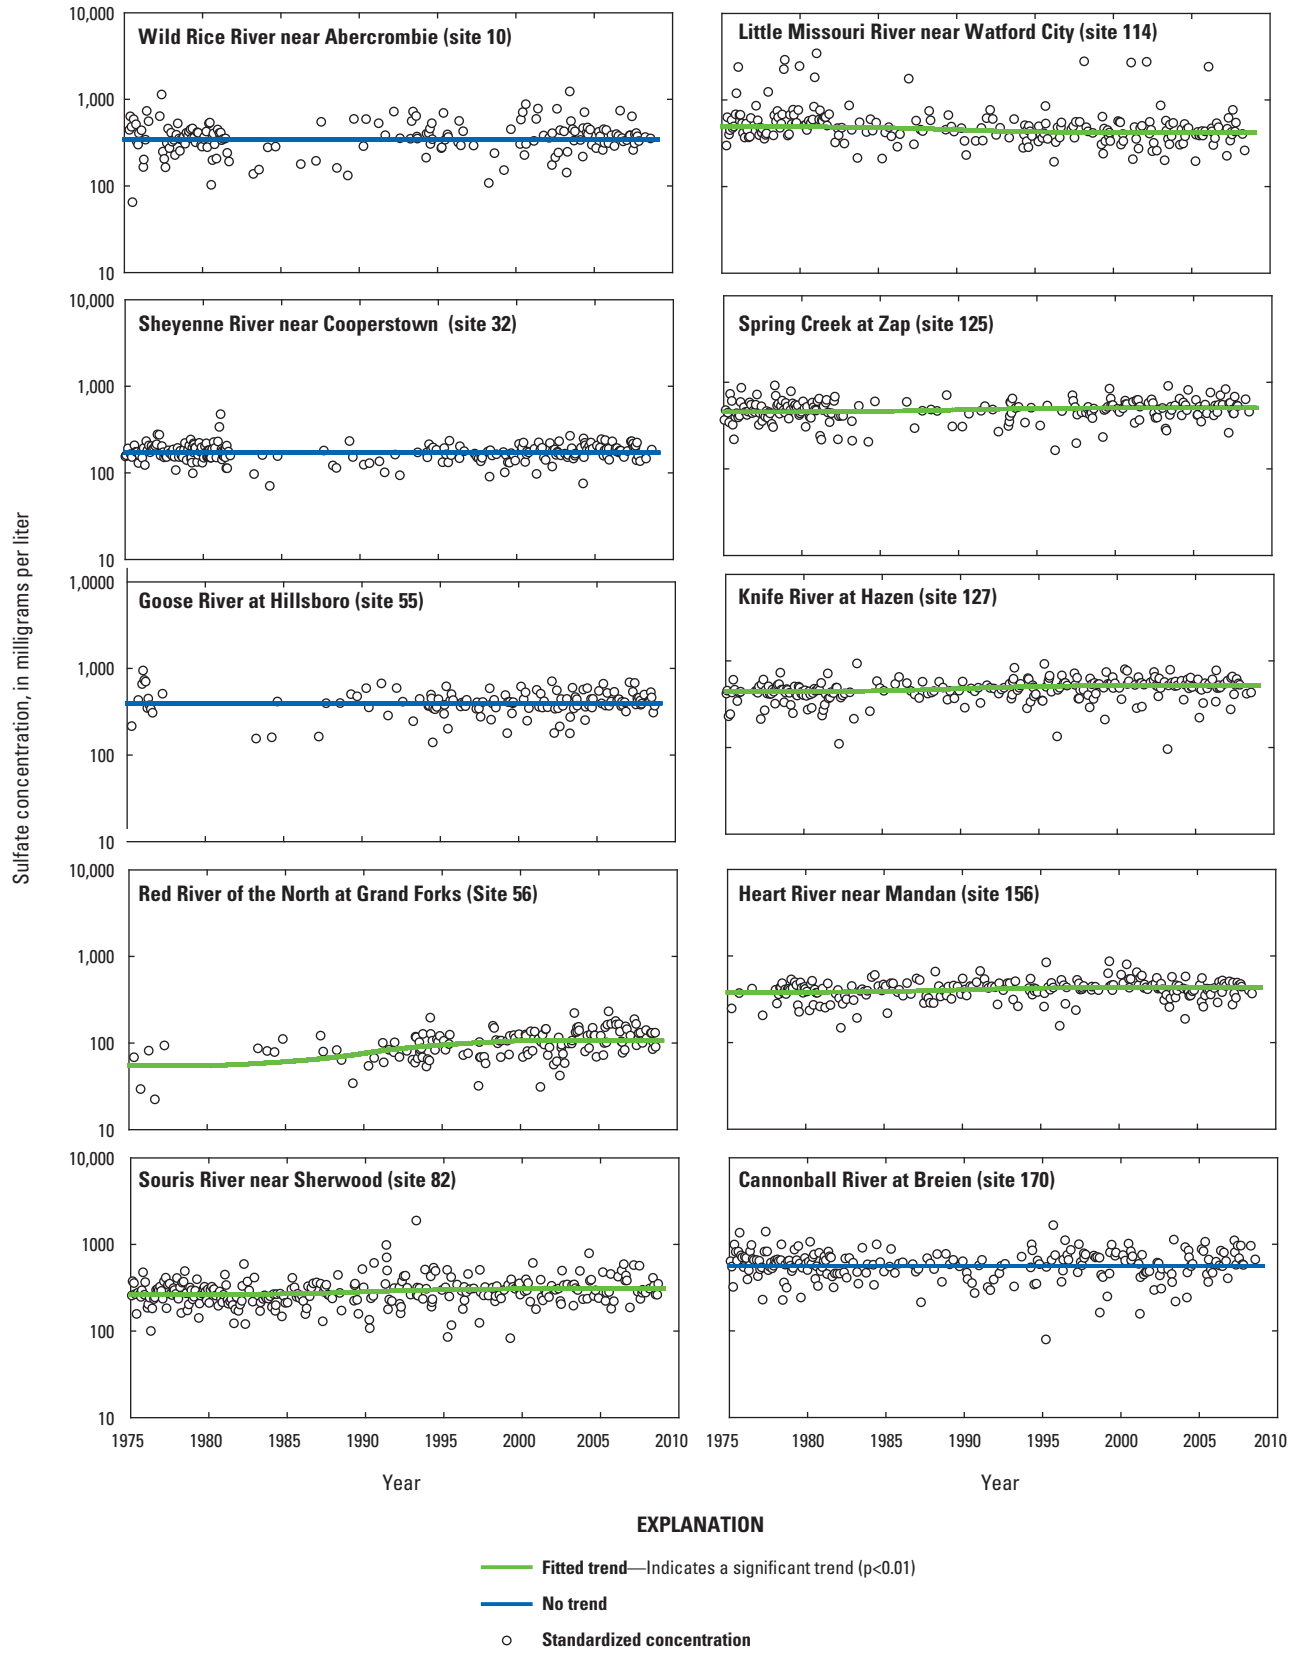 Sulfate concentration, in milligrams per liter
Wild Rice River near Abercrombie (site 10)
10,000
1,000
100
10
Little Missouri River near Watford City (site 114)
Sheyenne River near Cooperstown (site 32)
10,000
1,000
100
10
Spring Creek at Zap (site 125)
Goose River at Hillsboro (site 55)
1,0000
1,000
100
10
Knife River at Hazen (site 127)
Red River of the North at Grand Forks (Site 56)
10,000
1,000
100
10
Heart River near Mandan (site 156)
Souris River near Sherwood (site 82)
10,000
1000
100
10
Cannonball River at Breien (site 170)
1975 1980 1985 1990 1995 2000 2005 2010
1975 1980 1985 1990 1995 2000 2005 2010
Year
Year
EXPLANATION
Fitted trend—Indicates a significant trend (p<0.01)
No trend
Standardized concentration